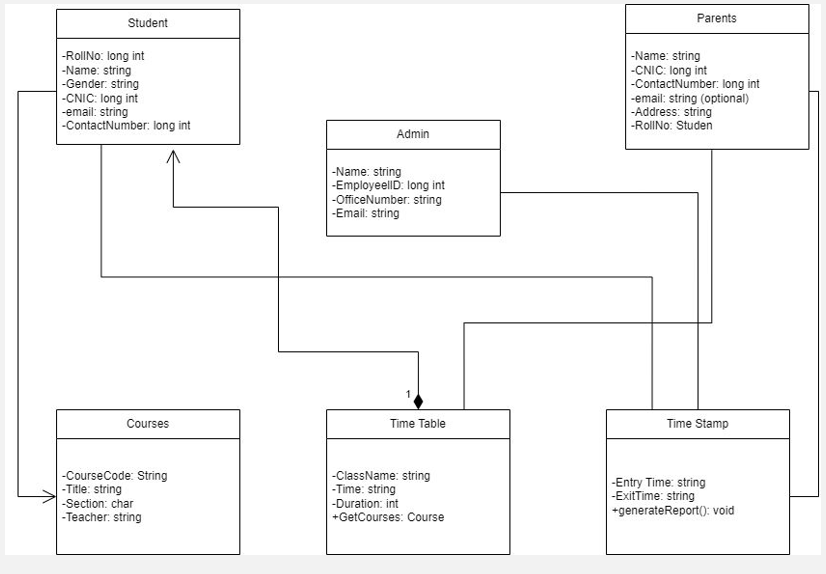 Student
-RollNo: long int
-Name: string
-Gender: string
-CNIC: long int
-email: string
-ContactNumber: long int
Parents
-Name: string
-CNIC: long int
-ContactNumber: long int
-email: string (optional)
-Address: string
-RollNo: Studen
Admin
-Name: string
-EmployeeID: long int
-OfficeNumber: string
-Email: string
1
Courses
-CourseCode: String
-Title: string
-Section: char
-Teacher: string
Time Table
-ClassName: string
-Time: string
-Duration: int
+GetCourses: Course
Time Stamp
-Entry Time: string
-ExitTime: string
+generateReport(): void